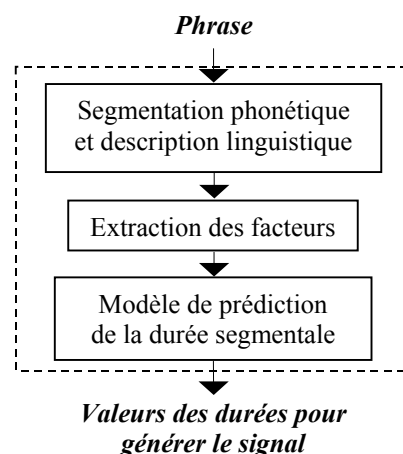 Phrase
Segmentation phonétique
et description linguistique
Extraction des facteurs
Modèle de prédiction
de la durée segmentale
Valeurs des durées pour
générer le signal